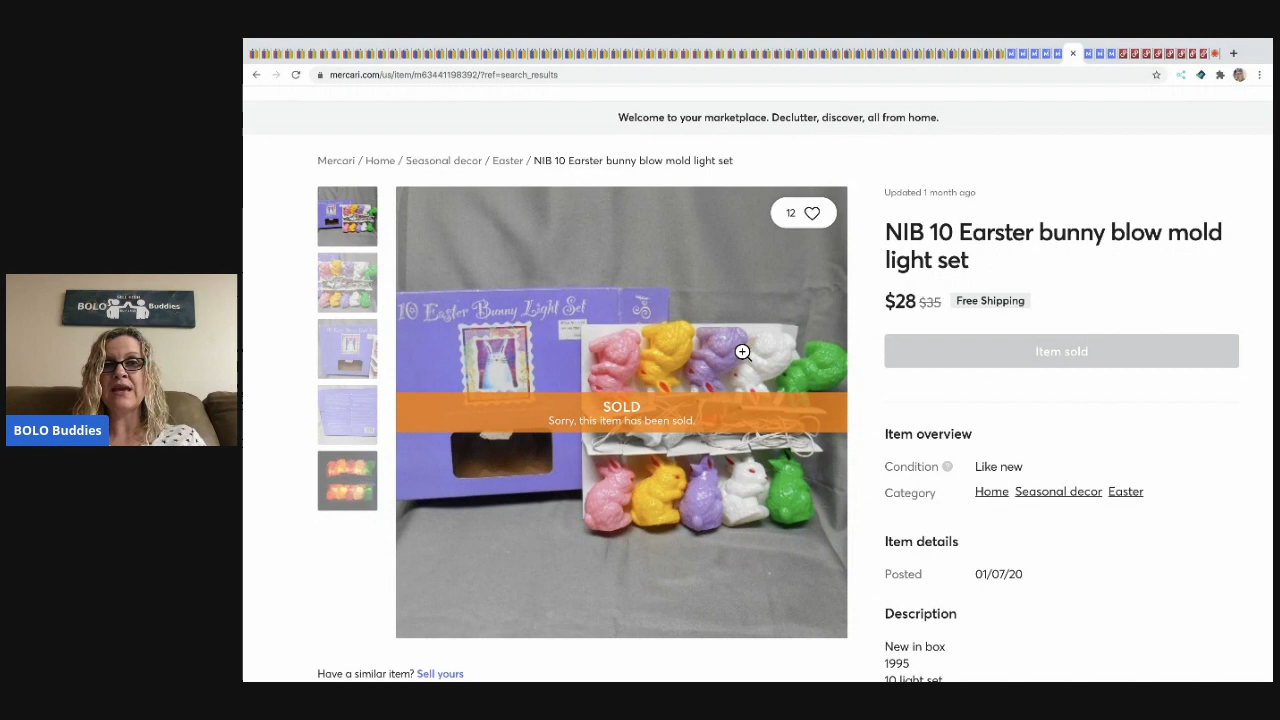 mercari.com/us/item/m63441198392/?ref=search_results
Welcome to your marketplace. Declutter, discover, all from home.
Mercari / Home / Seasonal decor / Easter / NIB 10 Earster bunny blow mold light set
Updated 1 month ago
12
NIB 10 Earster bunny blow mold
light set
$28 $35 Free Shipping
Item sold
10 Easter Bunny Light Set
SOLD
Sorry, this item has been sold.
Item overview
Condition ? Like new
Category Home Seasonal decor Easter
Item details
Posted 01/07/20
Description
New in box
1995
10 light set
Have a similar item? Sell yours
BOLO Buddies
BOLO Buddies